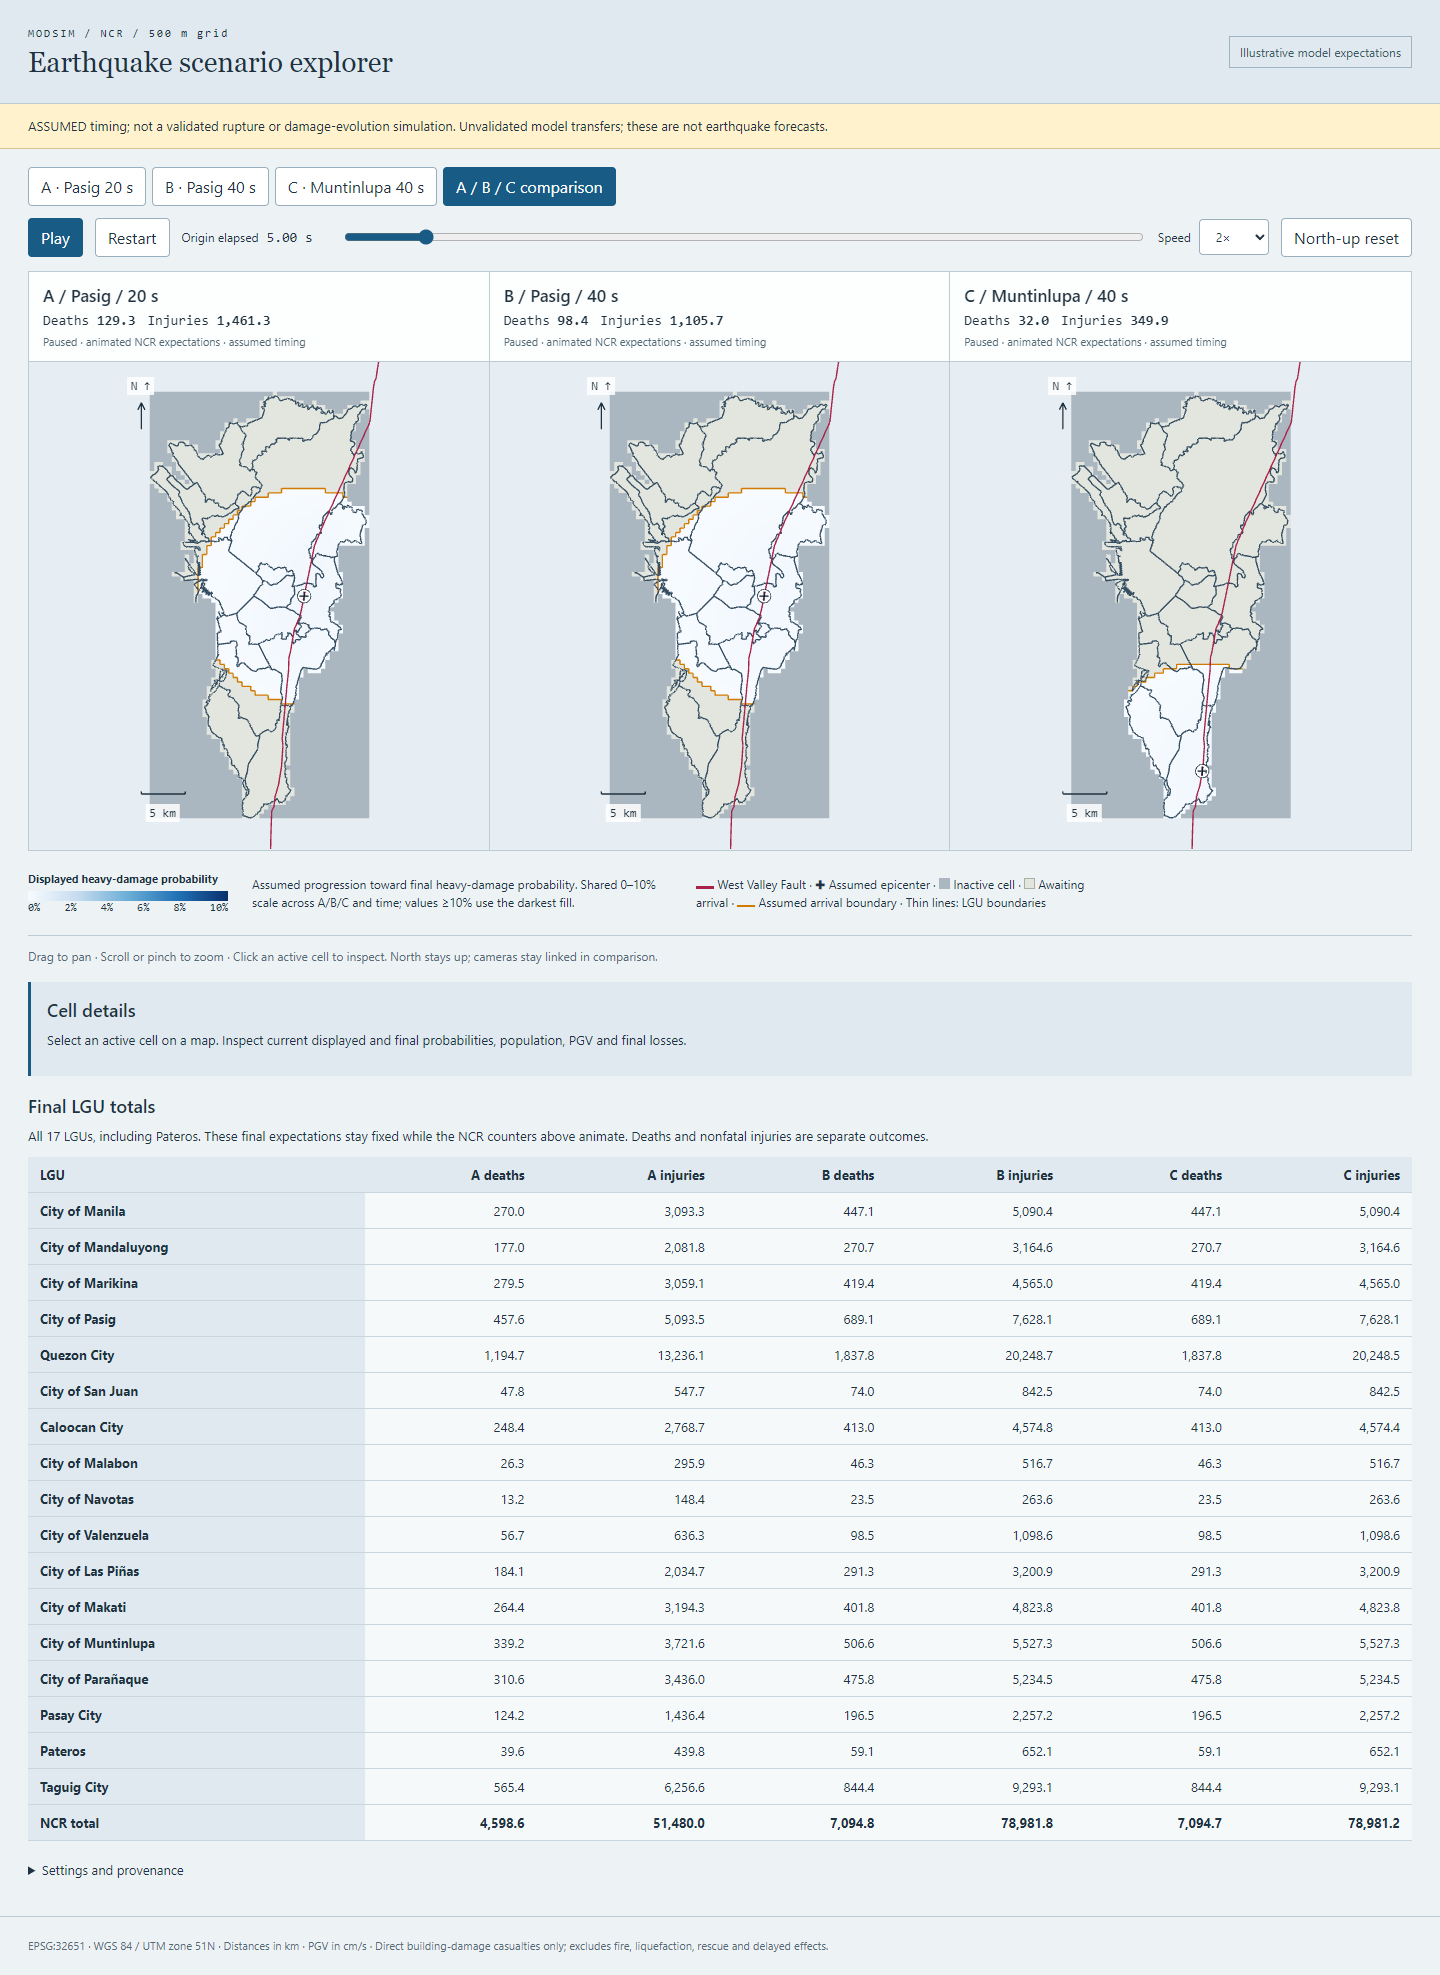 MODSIM / NCR / 500 m grid
Earthquake scenario explorer
Illustrative model expectations
ASSUMED timing; not a validated rupture or damage-evolution simulation. Unvalidated model transfers; these are not earthquake forecasts.
A · Pasig 20 s B · Pasig 40 s C · Muntinlupa 40 s A / B / C comparison
Play Restart Origin elapsed 5.00 s Speed 2× North-up reset
A / Pasig / 20 s
Deaths 129.3 Injuries 1,461.3
Paused · animated NCR expectations · assumed timing
B / Pasig / 40 s
Deaths 98.4 Injuries 1,105.7
Paused · animated NCR expectations · assumed timing
C / Muntinlupa / 40 s
Deaths 32.0 Injuries 349.9
Paused · animated NCR expectations · assumed timing
N ↑
5 km
N ↑
5 km
N ↑
5 km
Displayed heavy-damage probability
0% 2% 4% 6% 8% 10%
Assumed progression toward final heavy-damage probability. Shared 0–10%
scale across A/B/C and time; values ≥10% use the darkest fill.
West Valley Fault · ✚ Assumed epicenter · Inactive cell · Awaiting
arrival · Assumed arrival boundary · Thin lines: LGU boundaries
Drag to pan · Scroll or pinch to zoom · Click an active cell to inspect. North stays up; cameras stay linked in comparison.
Cell details
Select an active cell on a map. Inspect current displayed and final probabilities, population, PGV and final losses.
Final LGU totals
All 17 LGUs, including Pateros. These final expectations stay fixed while the NCR counters above animate. Deaths and nonfatal injuries are separate outcomes.
LGU A deaths A injuries B deaths B injuries C deaths C injuries
City of Manila 270.0 3,093.3 447.1 5,090.4 447.1 5,090.4
City of Mandaluyong 177.0 2,081.8 270.7 3,164.6 270.7 3,164.6
City of Marikina 279.5 3,059.1 419.4 4,565.0 419.4 4,565.0
City of Pasig 457.6 5,093.5 689.1 7,628.1 689.1 7,628.1
Quezon City 1,194.7 13,236.1 1,837.8 20,248.7 1,837.8 20,248.5
City of San Juan 47.8 547.7 74.0 842.5 74.0 842.5
Caloocan City 248.4 2,768.7 413.0 4,574.8 413.0 4,574.4
City of Malabon 26.3 295.9 46.3 516.7 46.3 516.7
City of Navotas 13.2 148.4 23.5 263.6 23.5 263.6
City of Valenzuela 56.7 636.3 98.5 1,098.6 98.5 1,098.6
City of Las Piñas 184.1 2,034.7 291.3 3,200.9 291.3 3,200.9
City of Makati 264.4 3,194.3 401.8 4,823.8 401.8 4,823.8
City of Muntinlupa 339.2 3,721.6 506.6 5,527.3 506.6 5,527.3
City of Parañaque 310.6 3,436.0 475.8 5,234.5 475.8 5,234.5
Pasay City 124.2 1,436.4 196.5 2,257.2 196.5 2,257.2
Pateros 39.6 439.8 59.1 652.1 59.1 652.1
Taguig City 565.4 6,256.6 844.4 9,293.1 844.4 9,293.1
NCR total 4,598.6 51,480.0 7,094.8 78,981.8 7,094.7 78,981.2
▶ Settings and provenance
EPSG:32651 · WGS 84 / UTM zone 51N · Distances in km · PGV in cm/s · Direct building-damage casualties only; excludes fire, liquefaction, rescue and delayed effects.